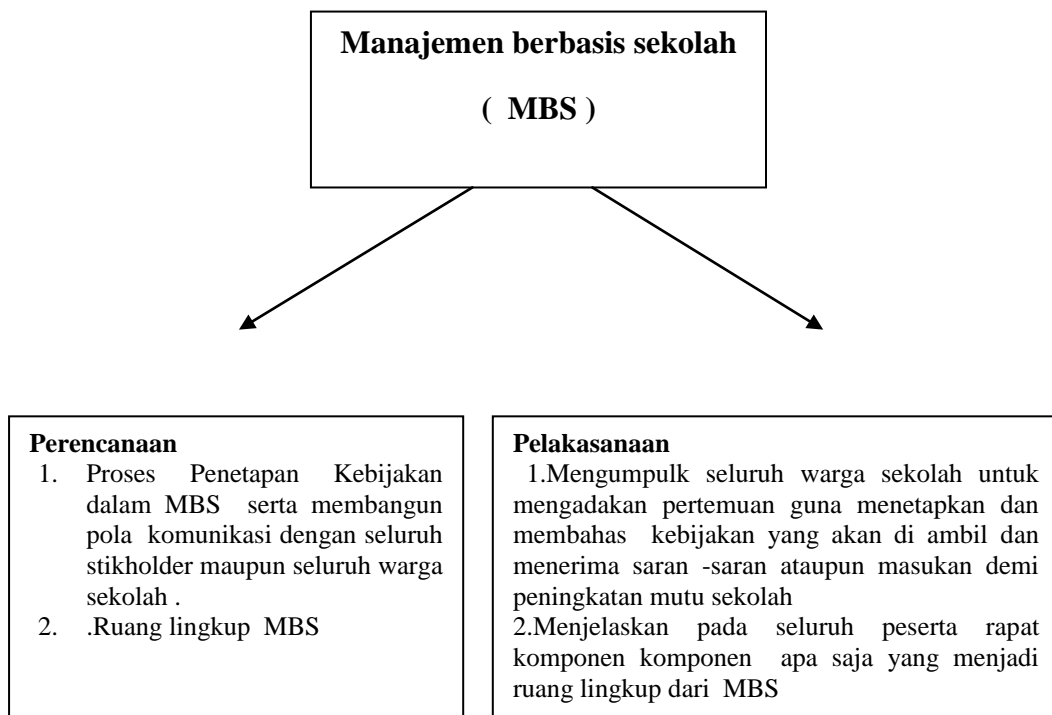 Manajemen berbasis sekolah
( MBS )
Perencanaan
1. Proses Penetapan Kebijakan
dalam MBS serta membangun
pola komunikasi dengan seluruh
stikholder maupun seluruh warga
sekolah .
2. .Ruang lingkup MBS
Pelakasanaan
1.Mengumpulk seluruh warga sekolah untuk
mengadakan pertemuan guna menetapkan dan
membahas kebijakan yang akan di ambil dan
menerima saran -saran ataupun masukan demi
peningkatan mutu sekolah
2.Menjelaskan pada seluruh peserta rapat
komponen komponen apa saja yang menjadi
ruang lingkup dari MBS